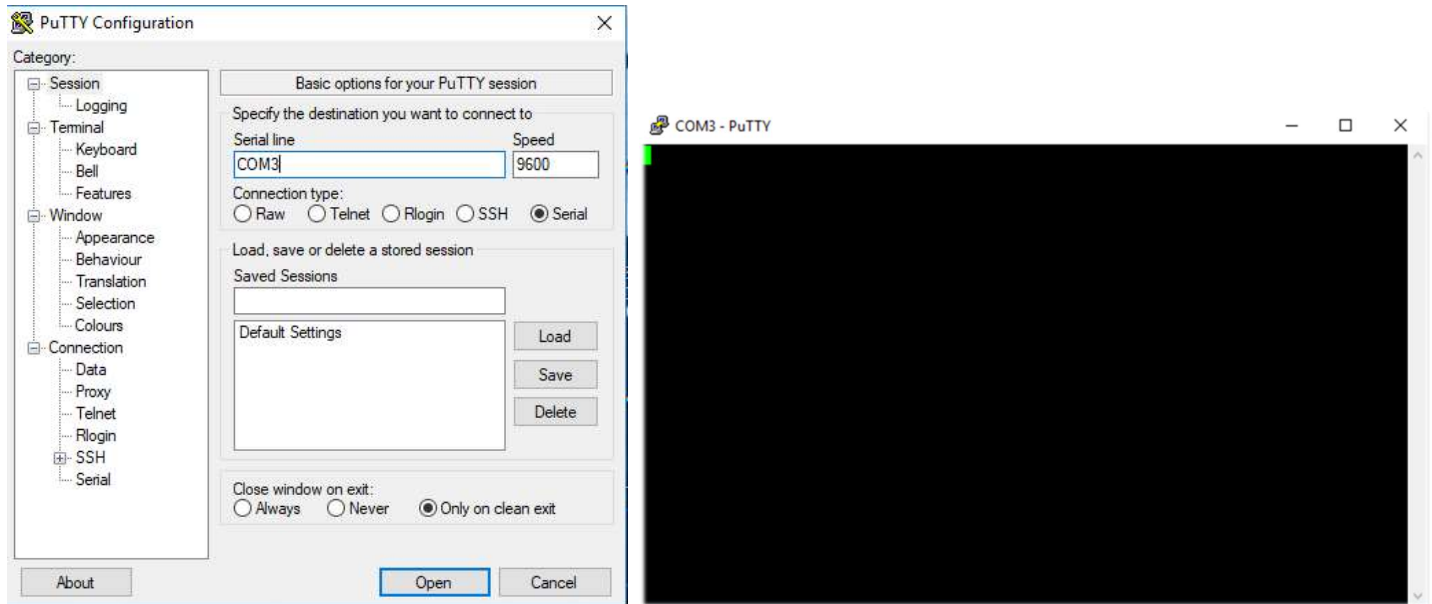 PuTTY Configuration
Category:
Session
Logging
Terminal
Keyboard
Bell
Features
Window
Appearance
Behaviour
Translation
Selection
Colours
Connection
Data
Proxy
Telnet
Rlogin
SSH
Serial
Basic options for your PuTTY session
Specify the destination you want to connect to
Serial line Speed
COM3 9600
Connection type:
Raw Telnet Rlogin SSH Serial
Load, save or delete a stored session
Saved Sessions
Default Settings
Load
Save
Delete
Close window on exit:
Always Never Only on clean exit
About Open Cancel
COM3 - PuTTY